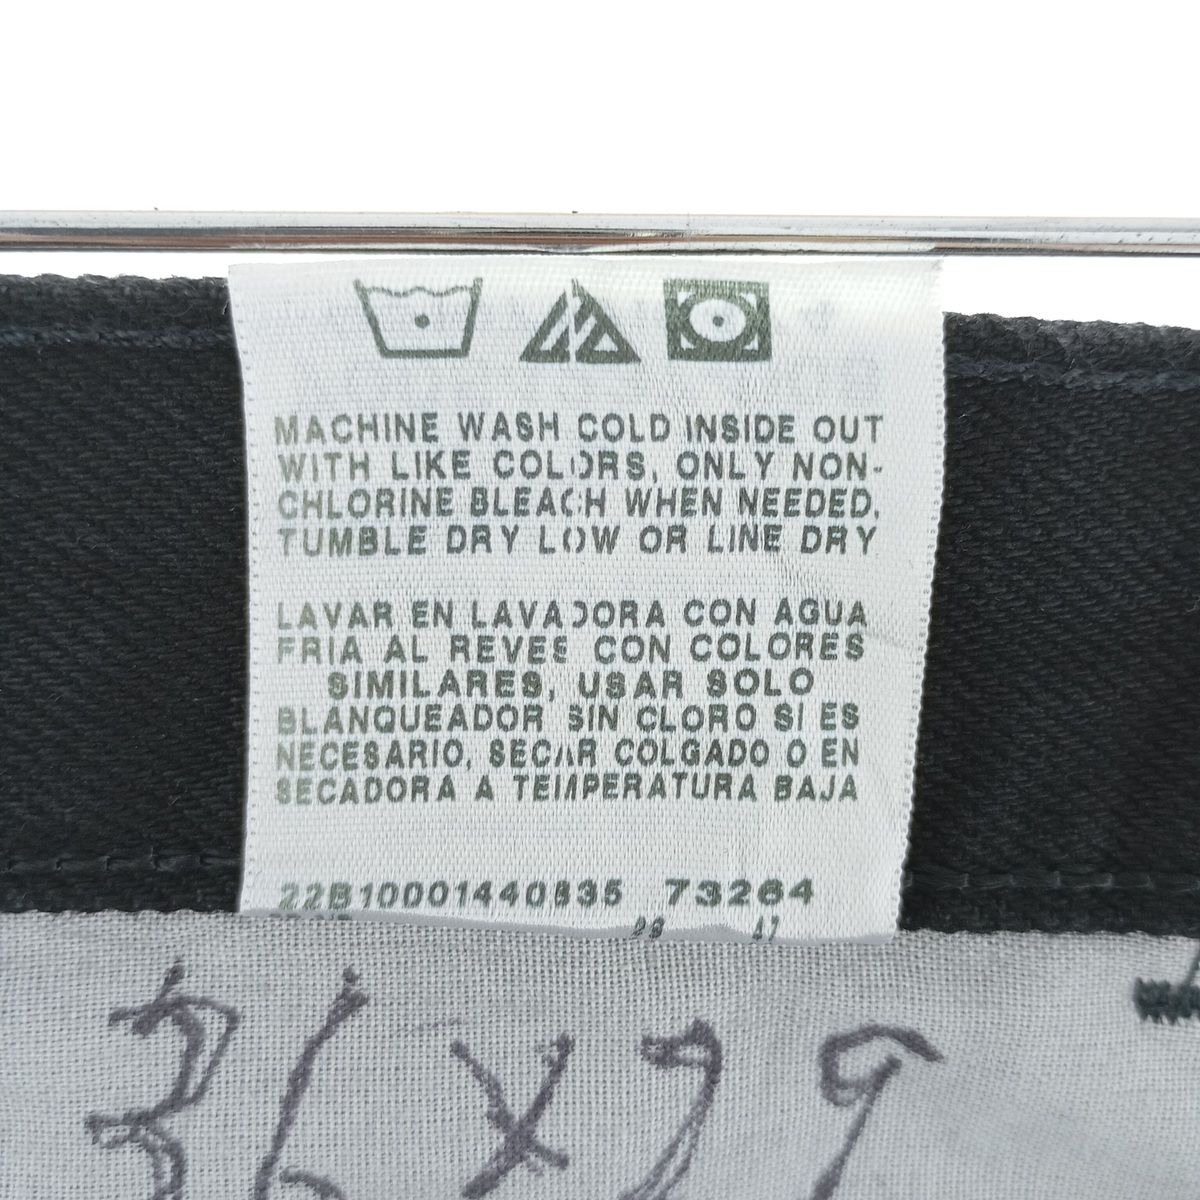 MACHINE WASH COLD INSIDE OUT
WITH LIKE COLORS, ONLY NON-
CHLORINE BLEACH WHEN NEEDED,
TUMBLE DRY LOW OR LINE DRY
LAVAR EN LAVADORA CON AGUA
FRIA AL REVES CON COLORES
SIMILARES, USAR SOLO
BLANQUEADOR SIN CLORO SI ES
NECESARIO, SECAR COLGADO O EN
SECADORA A TEMPERATURA BAJA
22B10001440835 73264
36x29